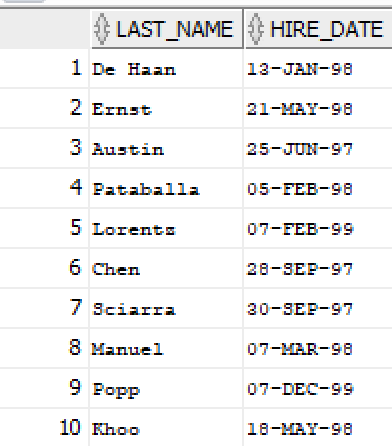 LAST_NAME HIRE_DATE
1 De Haan 13-JAN-98
2 Ernst 21-MAY-98
3 Austin 25-JUN-97
4 Pataballa 05-FEB-98
5 Lorentz 07-FEB-99
6 Chen 28-SEP-97
7 Sciarra 30-SEP-97
8 Manuel 07-MAR-98
9 Popp 07-DEC-99
10 Khoo 18-MAY-98